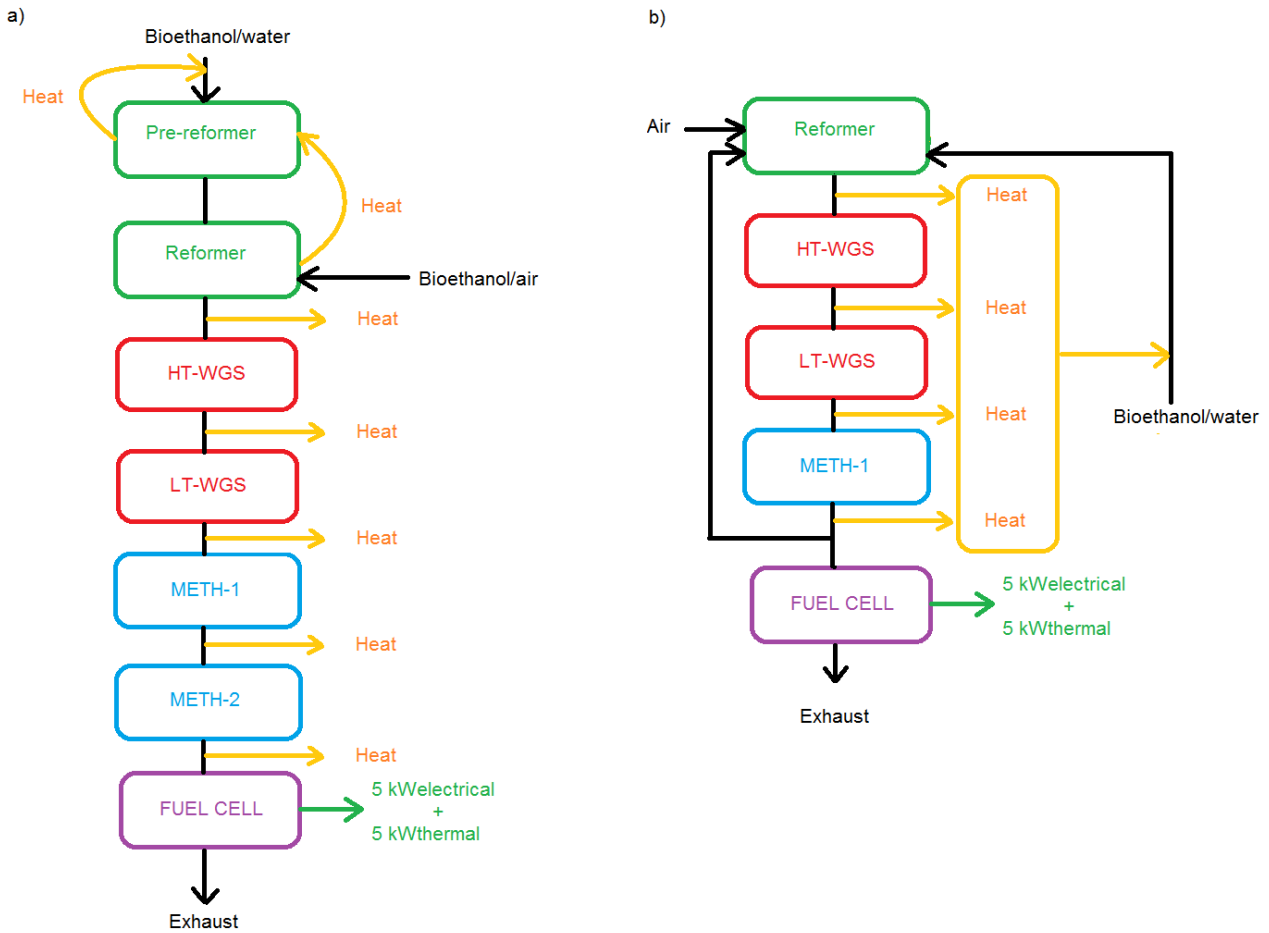 a)
Bioethanol/water
Heat
Pre-reformer
Heat
Reformer
Bioethanol/air
Heat
HT-WGS
Heat
LT-WGS
Heat
METH-1
Heat
METH-2
Heat
5 kWelectrical
+
5 kWthermal
FUEL CELL
Exhaust
b)
Air
Reformer
Heat
HT-WGS
Heat
LT-WGS
Heat
Bioethanol/water
METH-1
Heat
5 kWelectrical
+
5 kWthermal
FUEL CELL
Exhaust